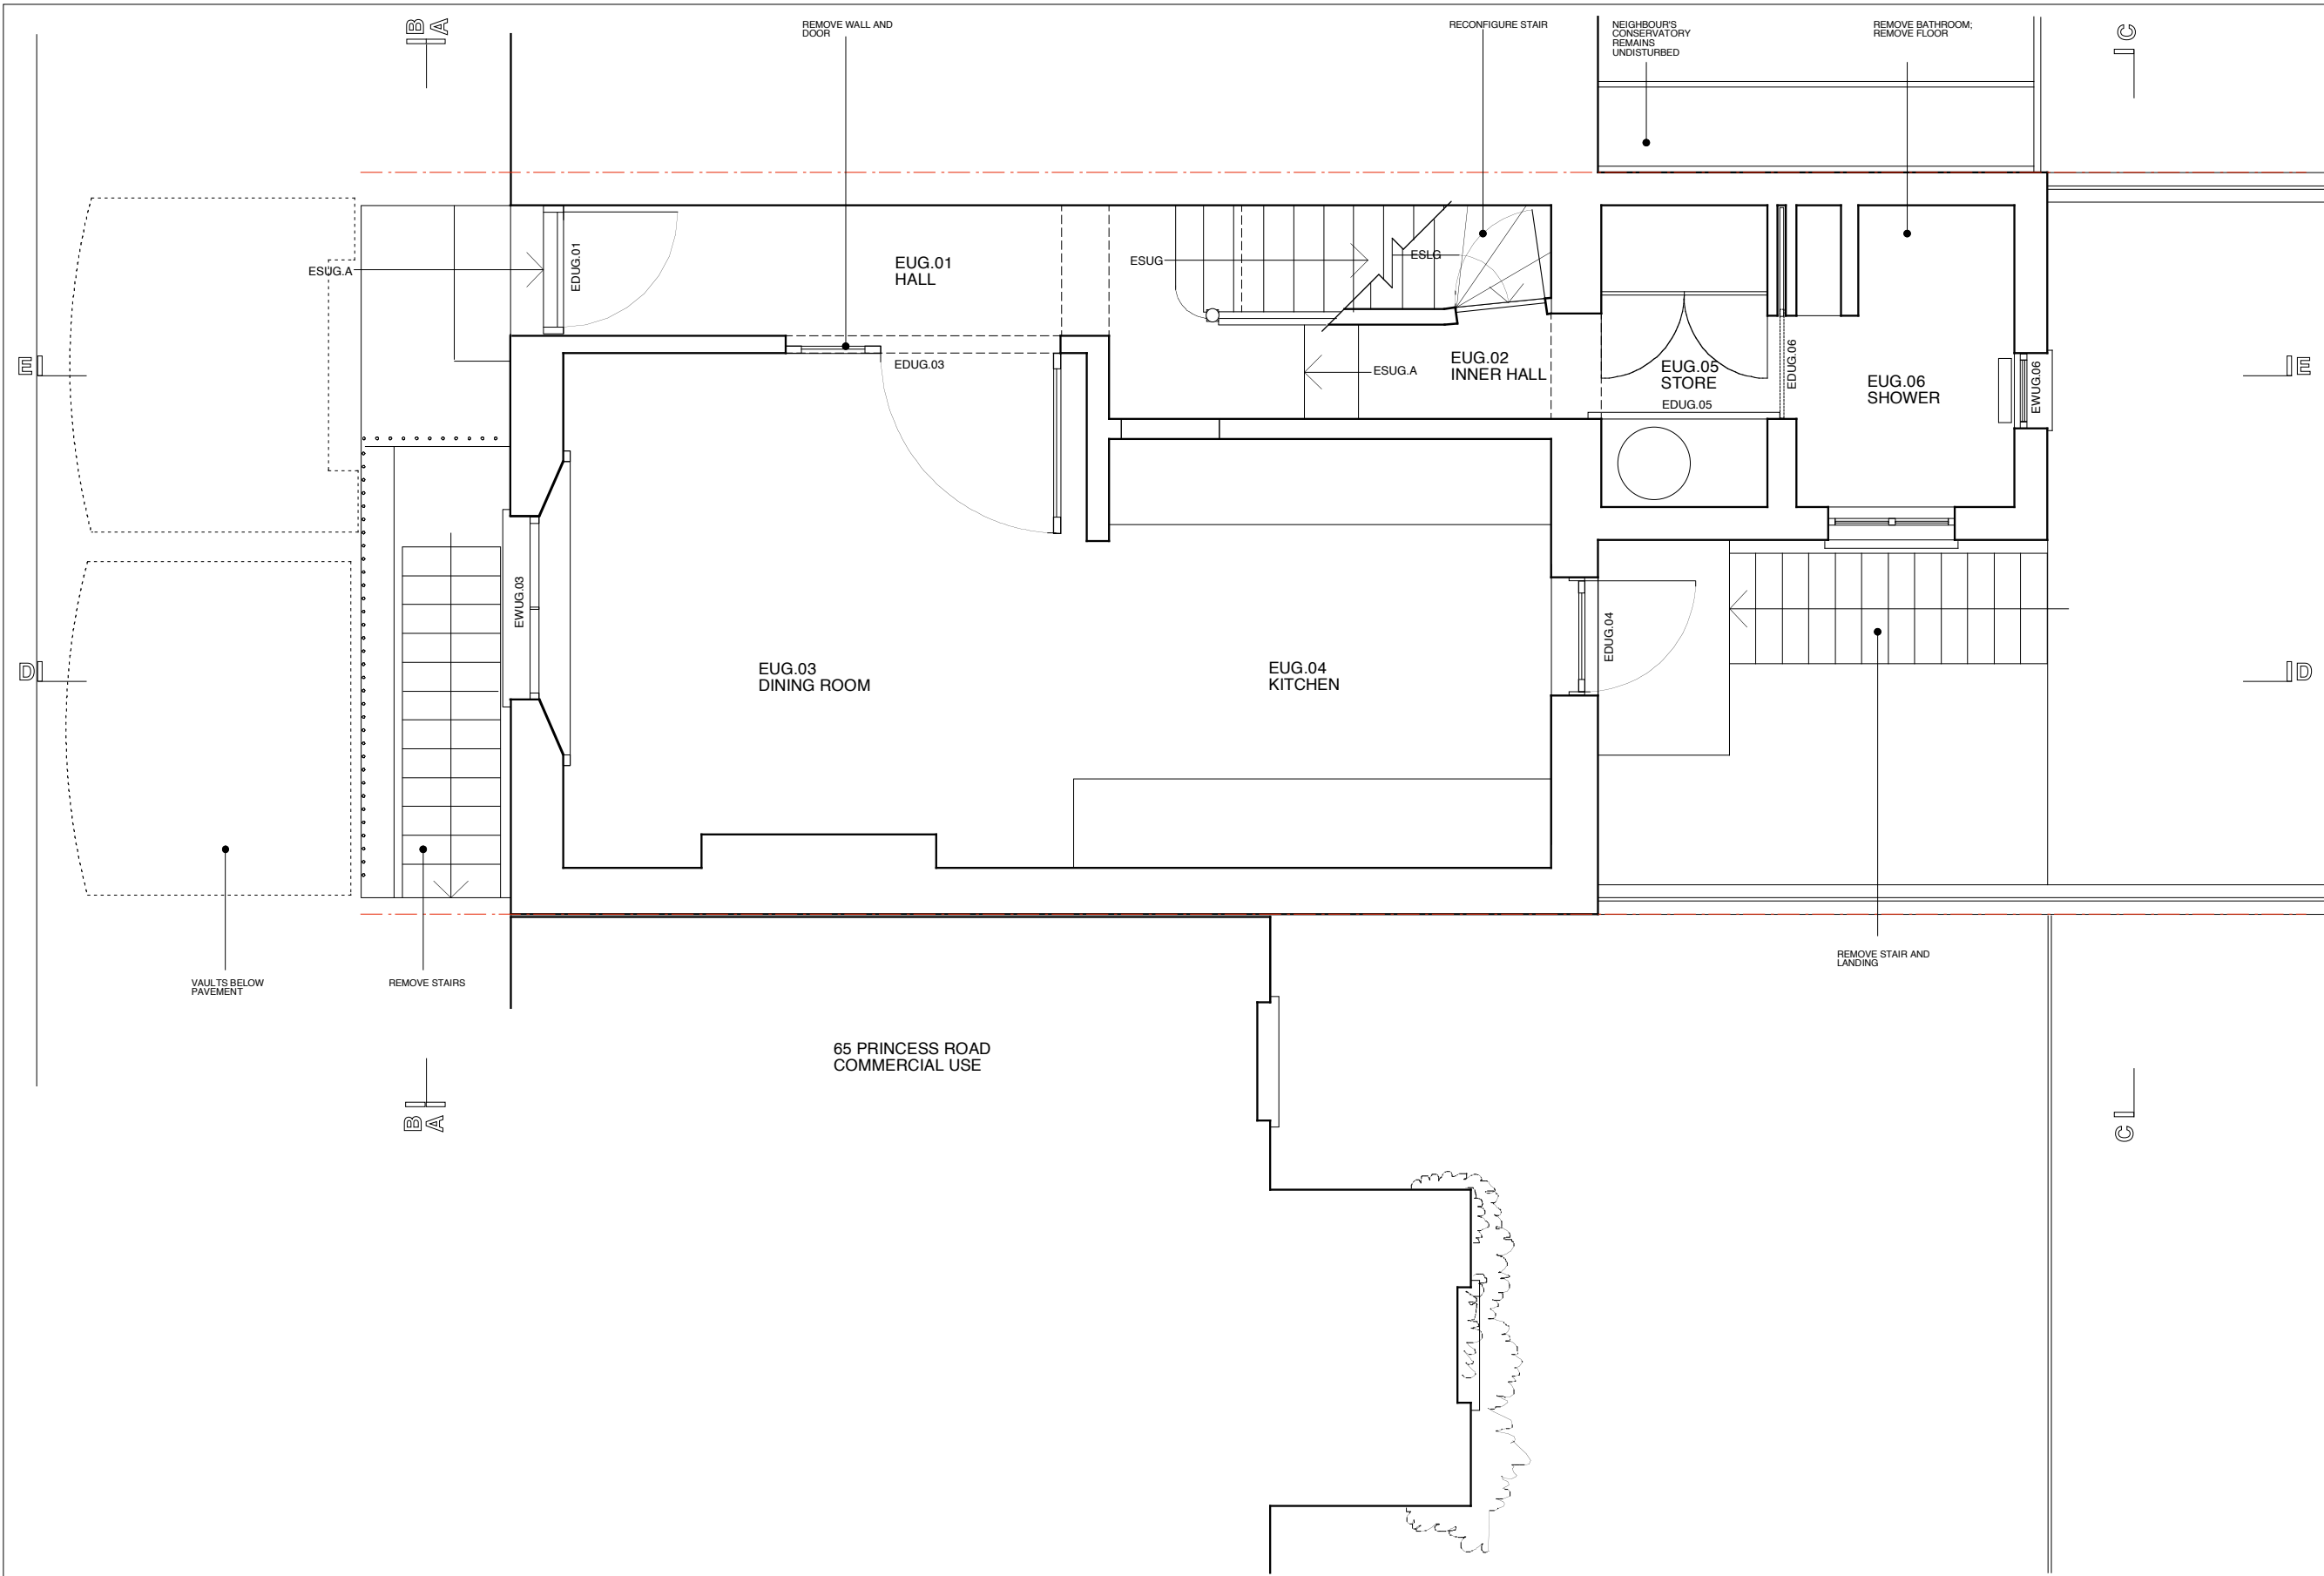 B
A
REMOVE WALL AND
DOOR
RECONFIGURE STAIR
NEIGHBOUR'S
CONSERVATORY
REMAINS
UNDISTURBED
REMOVE BATHROOM;
REMOVE FLOOR
C
ESUG.A
EDUG.01
EUG.01
HALL
ESUG
ESLG
E
EDUG.03
ESUG.A
EUG.02
INNER HALL
EUG.05
STORE
EDUG.05
EDUG.06
EUG.06
SHOWER
EWUG.06
E
EWUG.03
EDUG.04
D
EUG.03
DINING ROOM
EUG.04
KITCHEN
D
VAULTS BELOW
PAVEMENT
REMOVE STAIRS
REMOVE STAIR AND
LANDING
65 PRINCESS ROAD
COMMERCIAL USE
B
A
C